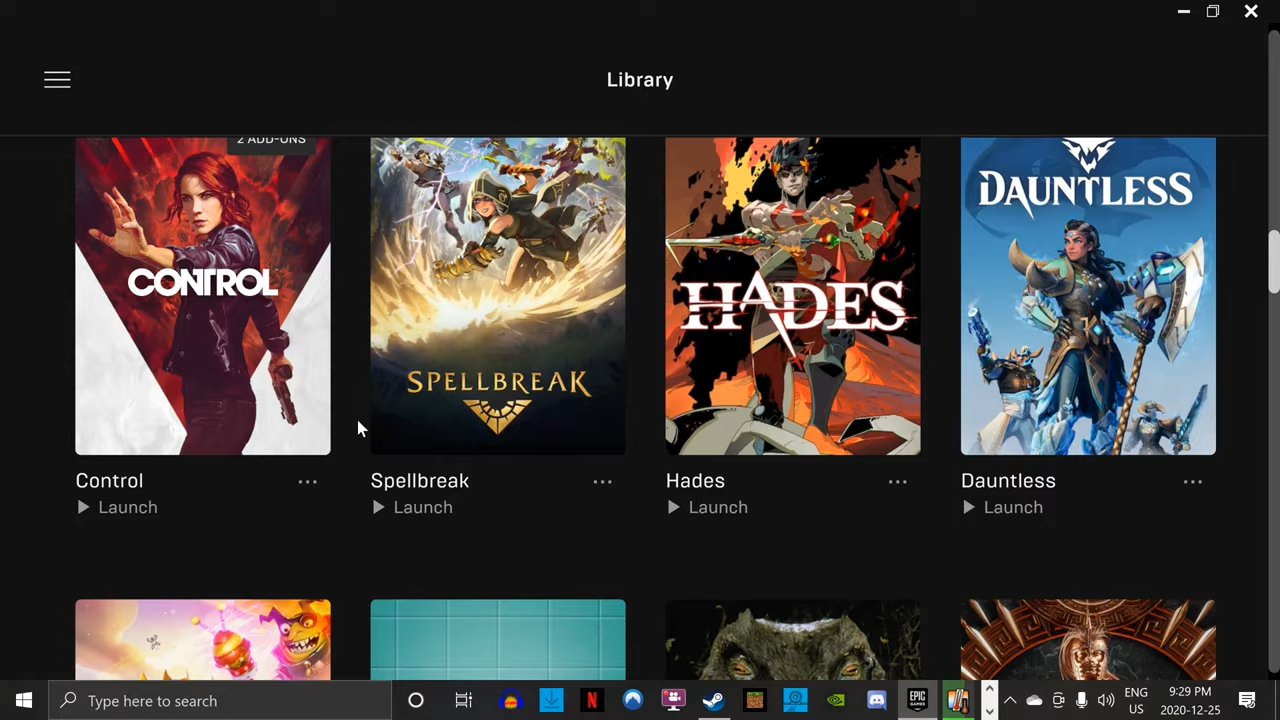 Library
2 ADD-ONS
CONTROL
SPELLBREAK
HADES
DAUNTLESS
Control
Spellbreak
Hades
Dauntless
Launch
Launch
Launch
Launch
Type here to search
N
EPIC
GAMES
ENG
US
9:29 PM
2020-12-25